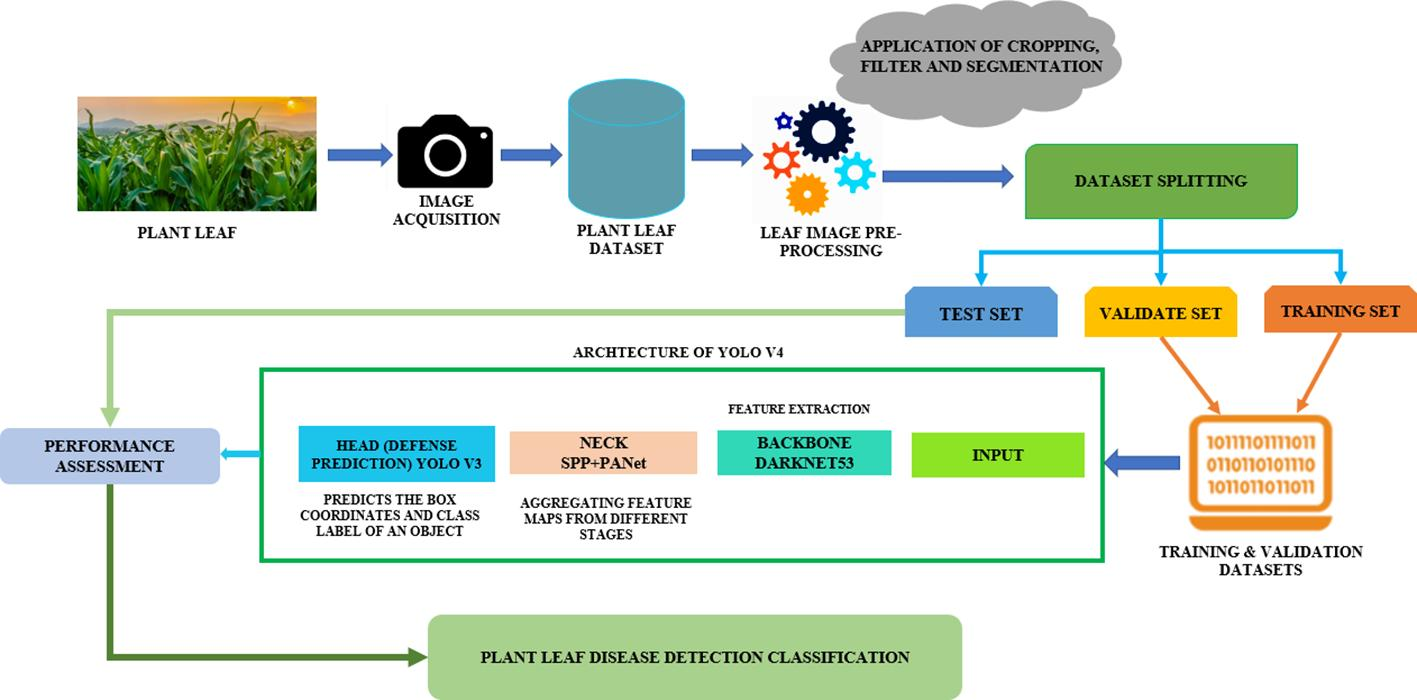 APPLICATION OF CROPPING,
FILTER AND SEGMENTATION
PLANT LEAF
IMAGE
ACQUISITION
PLANT LEAF
DATASET
LEAF IMAGE PRE-
PROCESSING
DATASET SPLITTING
TEST SET
VALIDATE SET
TRAINING SET
ARCHTECTURE OF YOLO V4
PERFORMANCE
ASSESSMENT
HEAD (DEFENSE
PREDICTION) YOLO V3
PREDICTS THE BOX
COORDINATES AND CLASS
LABEL OF AN OBJECT
NECK
SPP+PANet
AGGREGATING FEATURE
MAPS FROM DIFFERENT
STAGES
FEATURE EXTRACTION
BACKBONE
DARKNET53
INPUT
10111101111011
0110110101110
1011011011011
TRAINING & VALIDATION
DATASETS
PLANT LEAF DISEASE DETECTION CLASSIFICATION